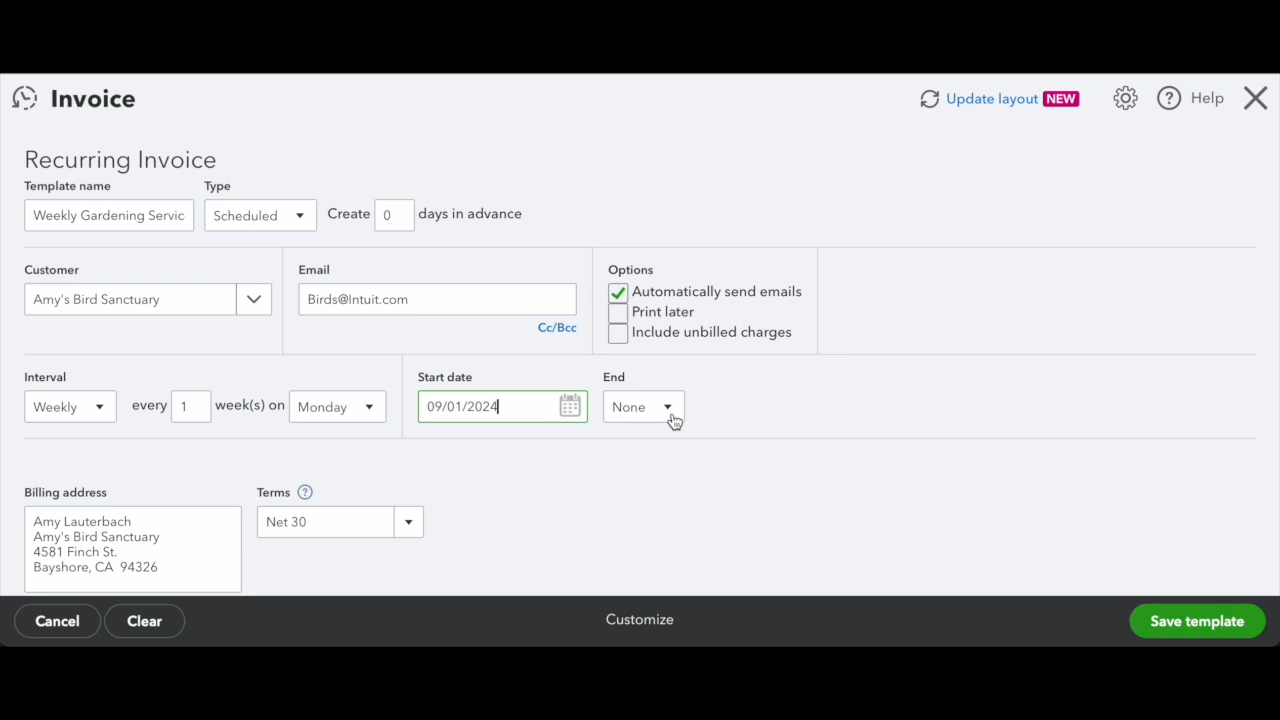 Invoice
Update layout NEW
Help
Recurring Invoice
Template name
Type
Weekly Gardening Servic
Scheduled
Create 0 days in advance
Customer
Email
Options
Amy's Bird Sanctuary
Birds@Intuit.com
Cc/Bcc
Automatically send emails
Print later
Include unbilled charges
Interval
Start date
End
Weekly every 1 week(s) on Monday
09/01/2024
None
Billing address
Terms ?
Amy Lauterbach
Amy's Bird Sanctuary
4581 Finch St.
Bayshore, CA 94326
Net 30
Cancel
Clear
Customize
Save template